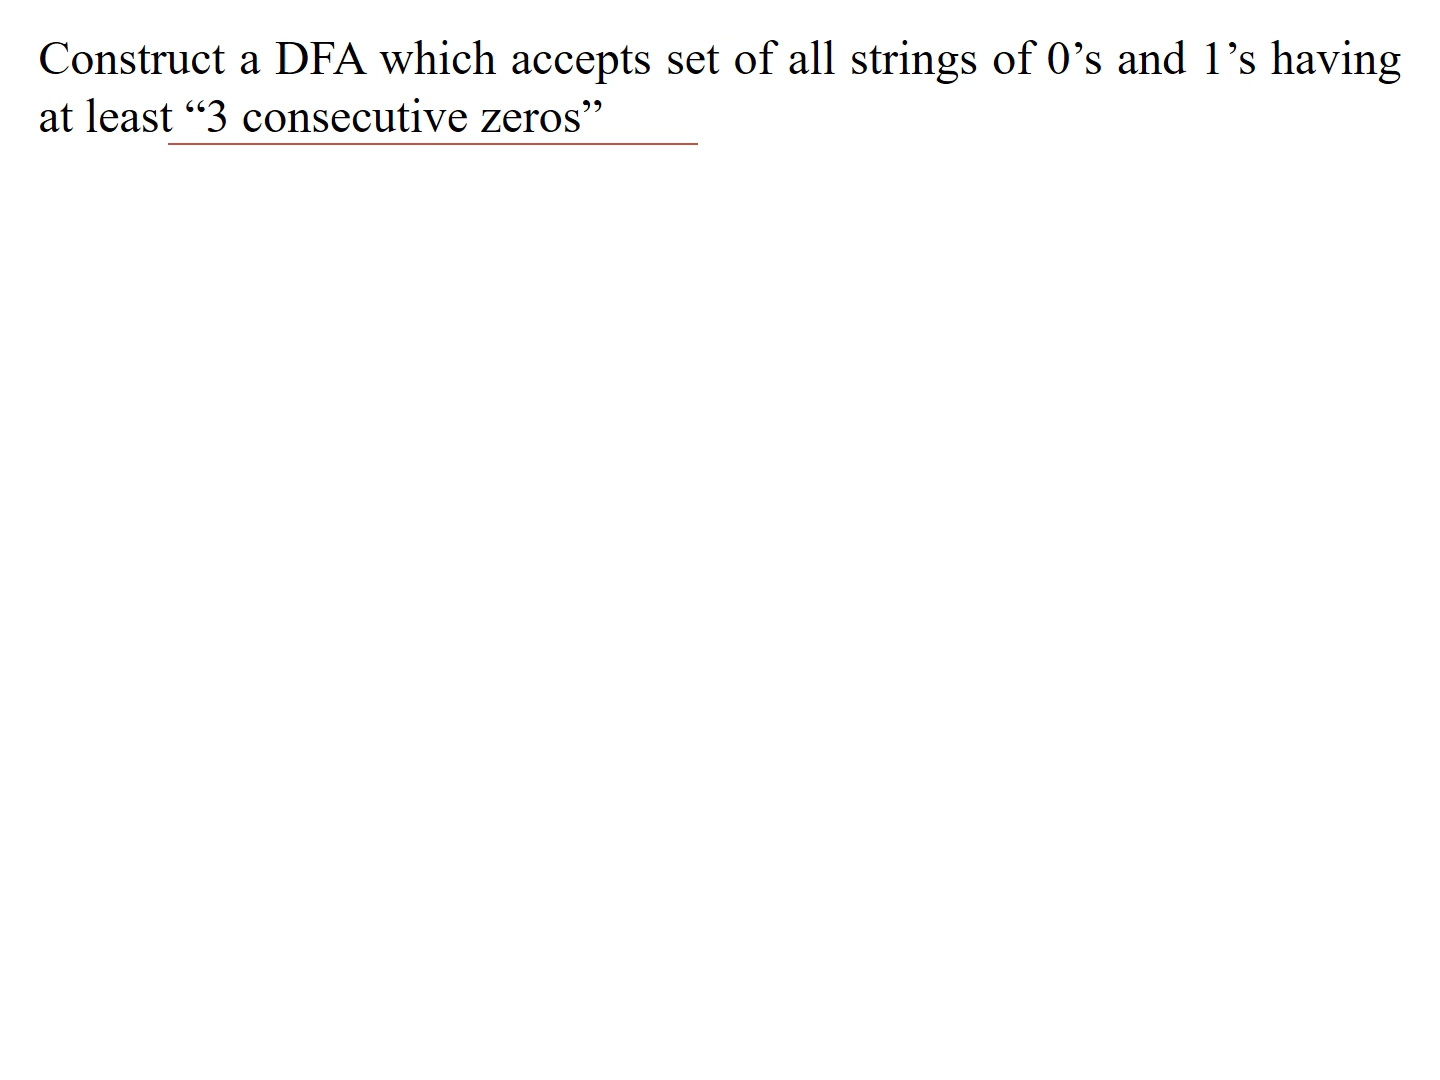 Construct a DFA which accepts set of all strings of 0’s and 1’s having
at least “3 consecutive zeros”